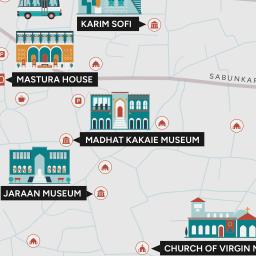 KARIM SOFI
MASTURA HOUSE
P
SABUNKAR
P
MADHAT KAKAIE MUSEUM
JARAAN MUSEUM
CHURCH OF VIRGIN M